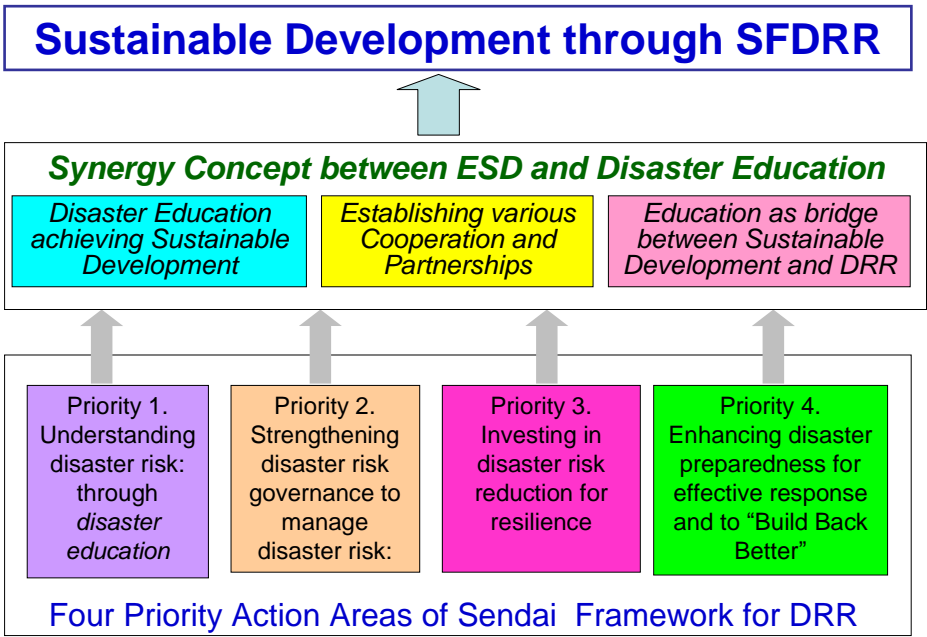 Sustainable Development through SFDRR
Synergy Concept between ESD and Disaster Education
Disaster Education
achieving Sustainable
Development
Establishing various
Cooperation and
Partnerships
Education as bridge
between Sustainable
Development and DRR
Priority 1.
Understanding
disaster risk:
through
disaster
education
Priority 2.
Strengthening
disaster risk
governance to
manage
disaster risk:
Priority 3.
Investing in
disaster risk
reduction for
resilience
Priority 4.
Enhancing disaster
preparedness for
effective response
and to “Build Back
Better”
Four Priority Action Areas of Sendai Framework for DRR